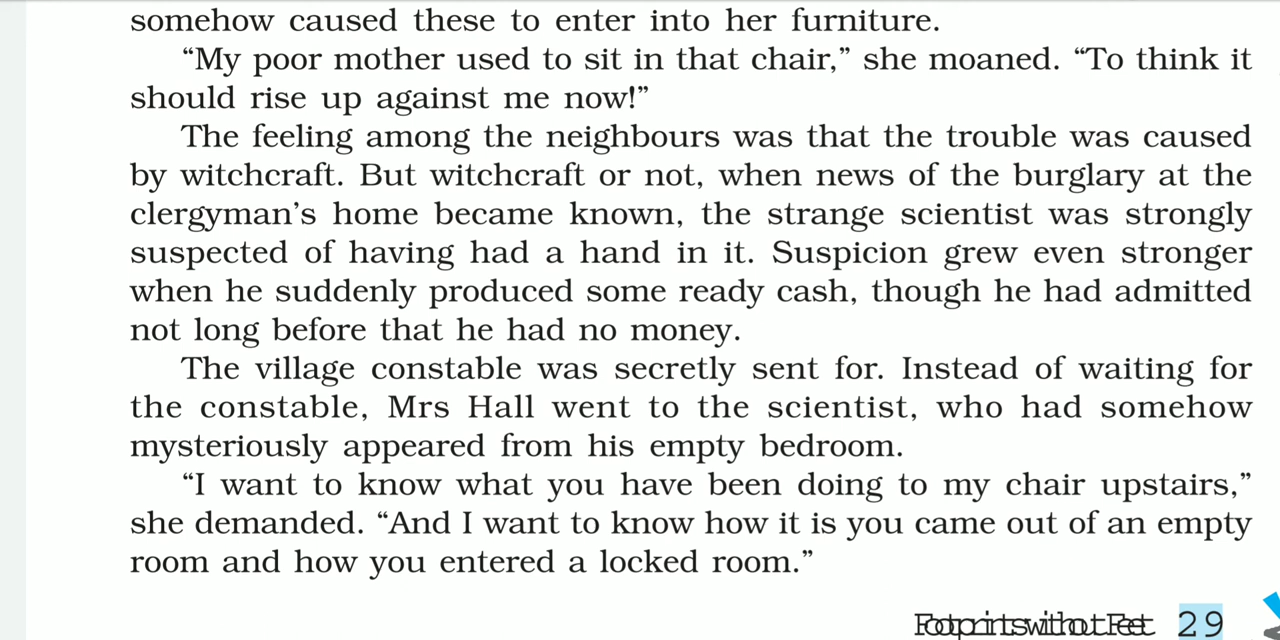 somehow caused these to enter into her furniture.
“My poor mother used to sit in that chair,” she moaned. “To think it
should rise up against me now!”
The feeling among the neighbours was that the trouble was caused
by witchcraft. But witchcraft or not, when news of the burglary at the
clergyman’s home became known, the strange scientist was strongly
suspected of having had a hand in it. Suspicion grew even stronger
when he suddenly produced some ready cash, though he had admitted
not long before that he had no money.
The village constable was secretly sent for. Instead of waiting for
the constable, Mrs Hall went to the scientist, who had somehow
mysteriously appeared from his empty bedroom.
“I want to know what you have been doing to my chair upstairs,”
she demanded. “And I want to know how it is you came out of an empty
room and how you entered a locked room.”
Footprints without Feet 29